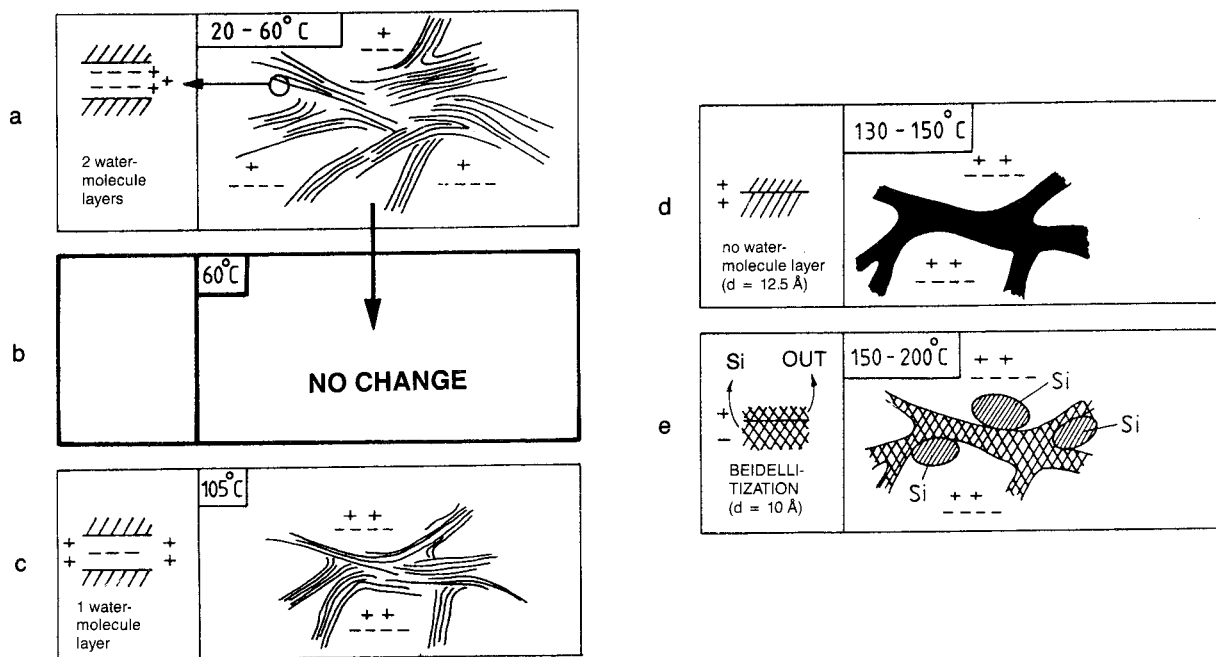 a
20 – 60°C
2 water-
molecule
layers
b
60°C
NO CHANGE
c
105°C
1 water-
molecule
layer
d
130 – 150°C
no water-
molecule layer
(d = 12.5 Å)
e
Si OUT
150 – 200°C
Si
Si
Si
BEIDELLI-
TIZATION
(d = 10 Å)